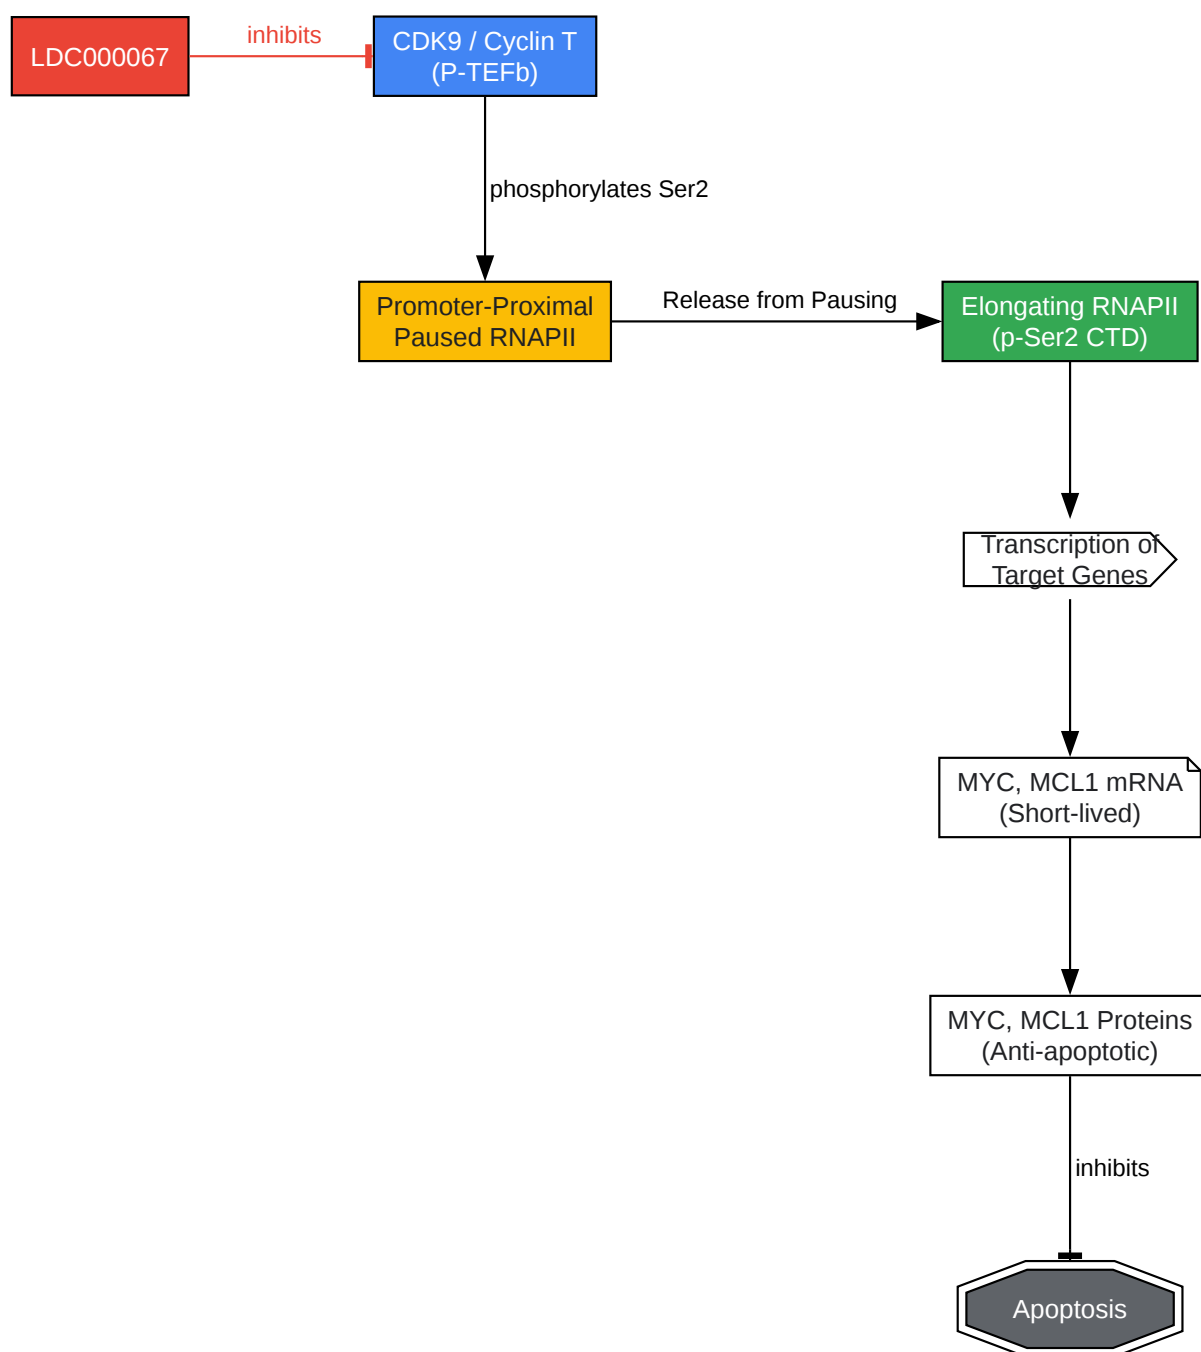 LDC000067
inhibits
CDK9 / Cyclin T
(P-TEFb)
phosphorylates Ser2
Promoter-Proximal
Paused RNAPII
Release from Pausing
Elongating RNAPII
(p-Ser2 CTD)
Transcription of
Target Genes
MYC, MCL1 mRNA
(Short-lived)
MYC, MCL1 Proteins
(Anti-apoptotic)
inhibits
Apoptosis